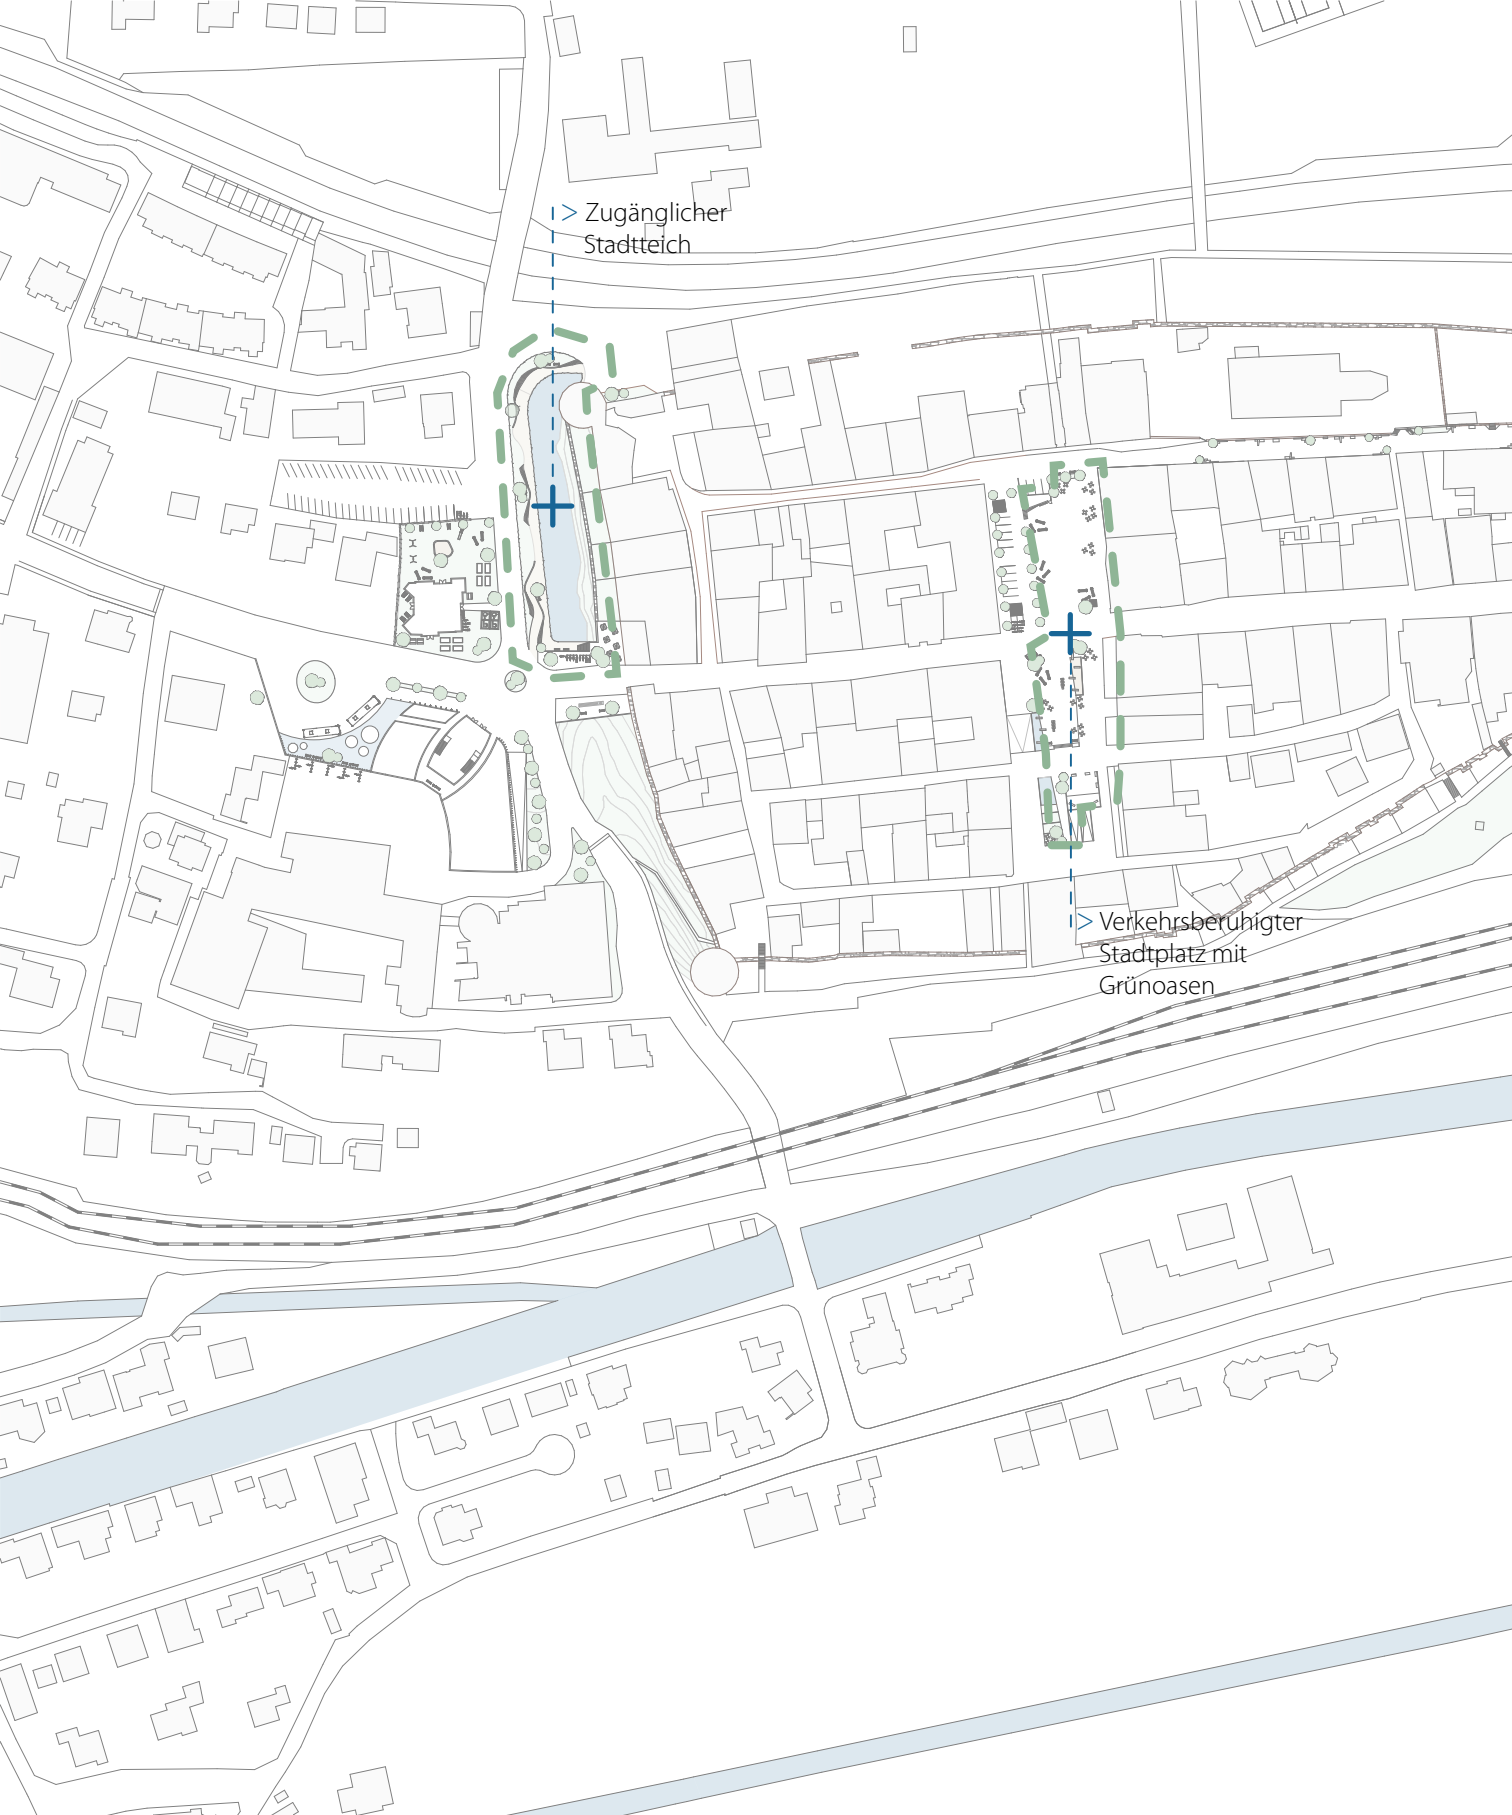 > Zugänglicher
Stadtteich
> Verkehrsberuhigter
Stadtplatz mit
Grünoasen